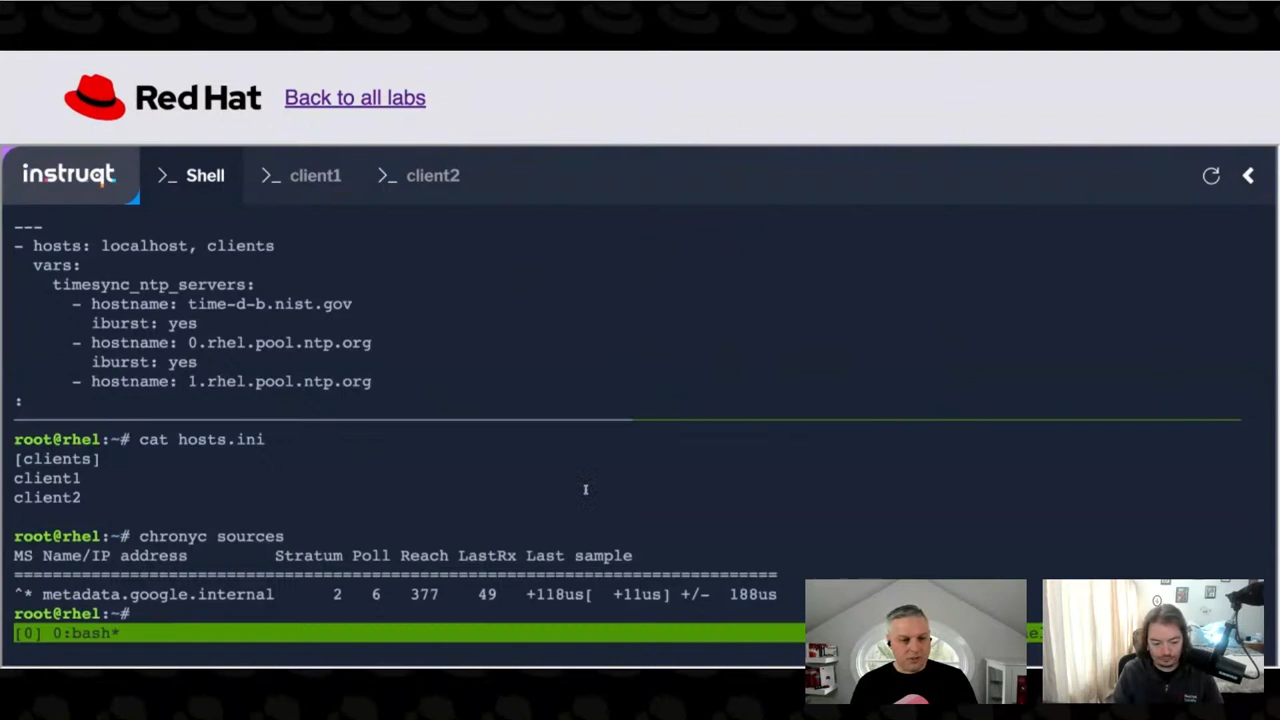 Red Hat Back to all labs
instruqt >_ Shell >_ client1 >_ client2
---
- hosts: localhost, clients
  vars:
    timesync_ntp_servers:
      - hostname: time-d-b.nist.gov
        iburst: yes
      - hostname: 0.rhel.pool.ntp.org
        iburst: yes
      - hostname: 1.rhel.pool.ntp.org
:
root@rhel:~# cat hosts.ini
[clients]
client1
client2
root@rhel:~# chronyc sources
MS Name/IP address         Stratum Poll Reach LastRx Last sample
===============================================================================
^* metadata.google.internal      2   6   377    49   +118us[  +11us] +/-  188us
root@rhel:~#
[0] 0:bash*